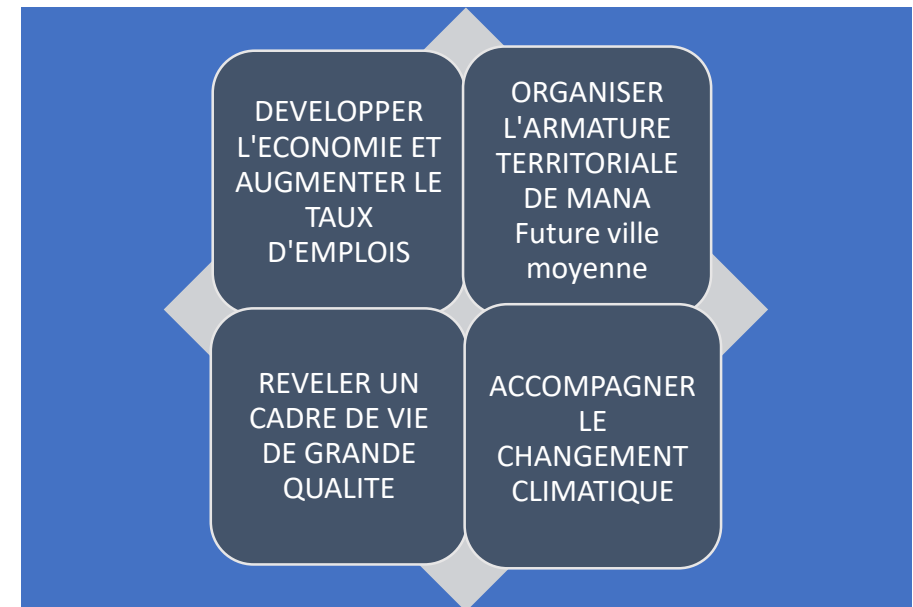 DEVELOPPER
L'ECONOMIE ET
AUGMENTER LE
TAUX
D'EMPLOIS
ORGANISER
L'ARMATURE
TERRITORIALE
DE MANA
Future ville
moyenne
REVELER UN
CADRE DE VIE
DE GRANDE
QUALITE
ACCOMPAGNER
LE
CHANGEMENT
CLIMATIQUE